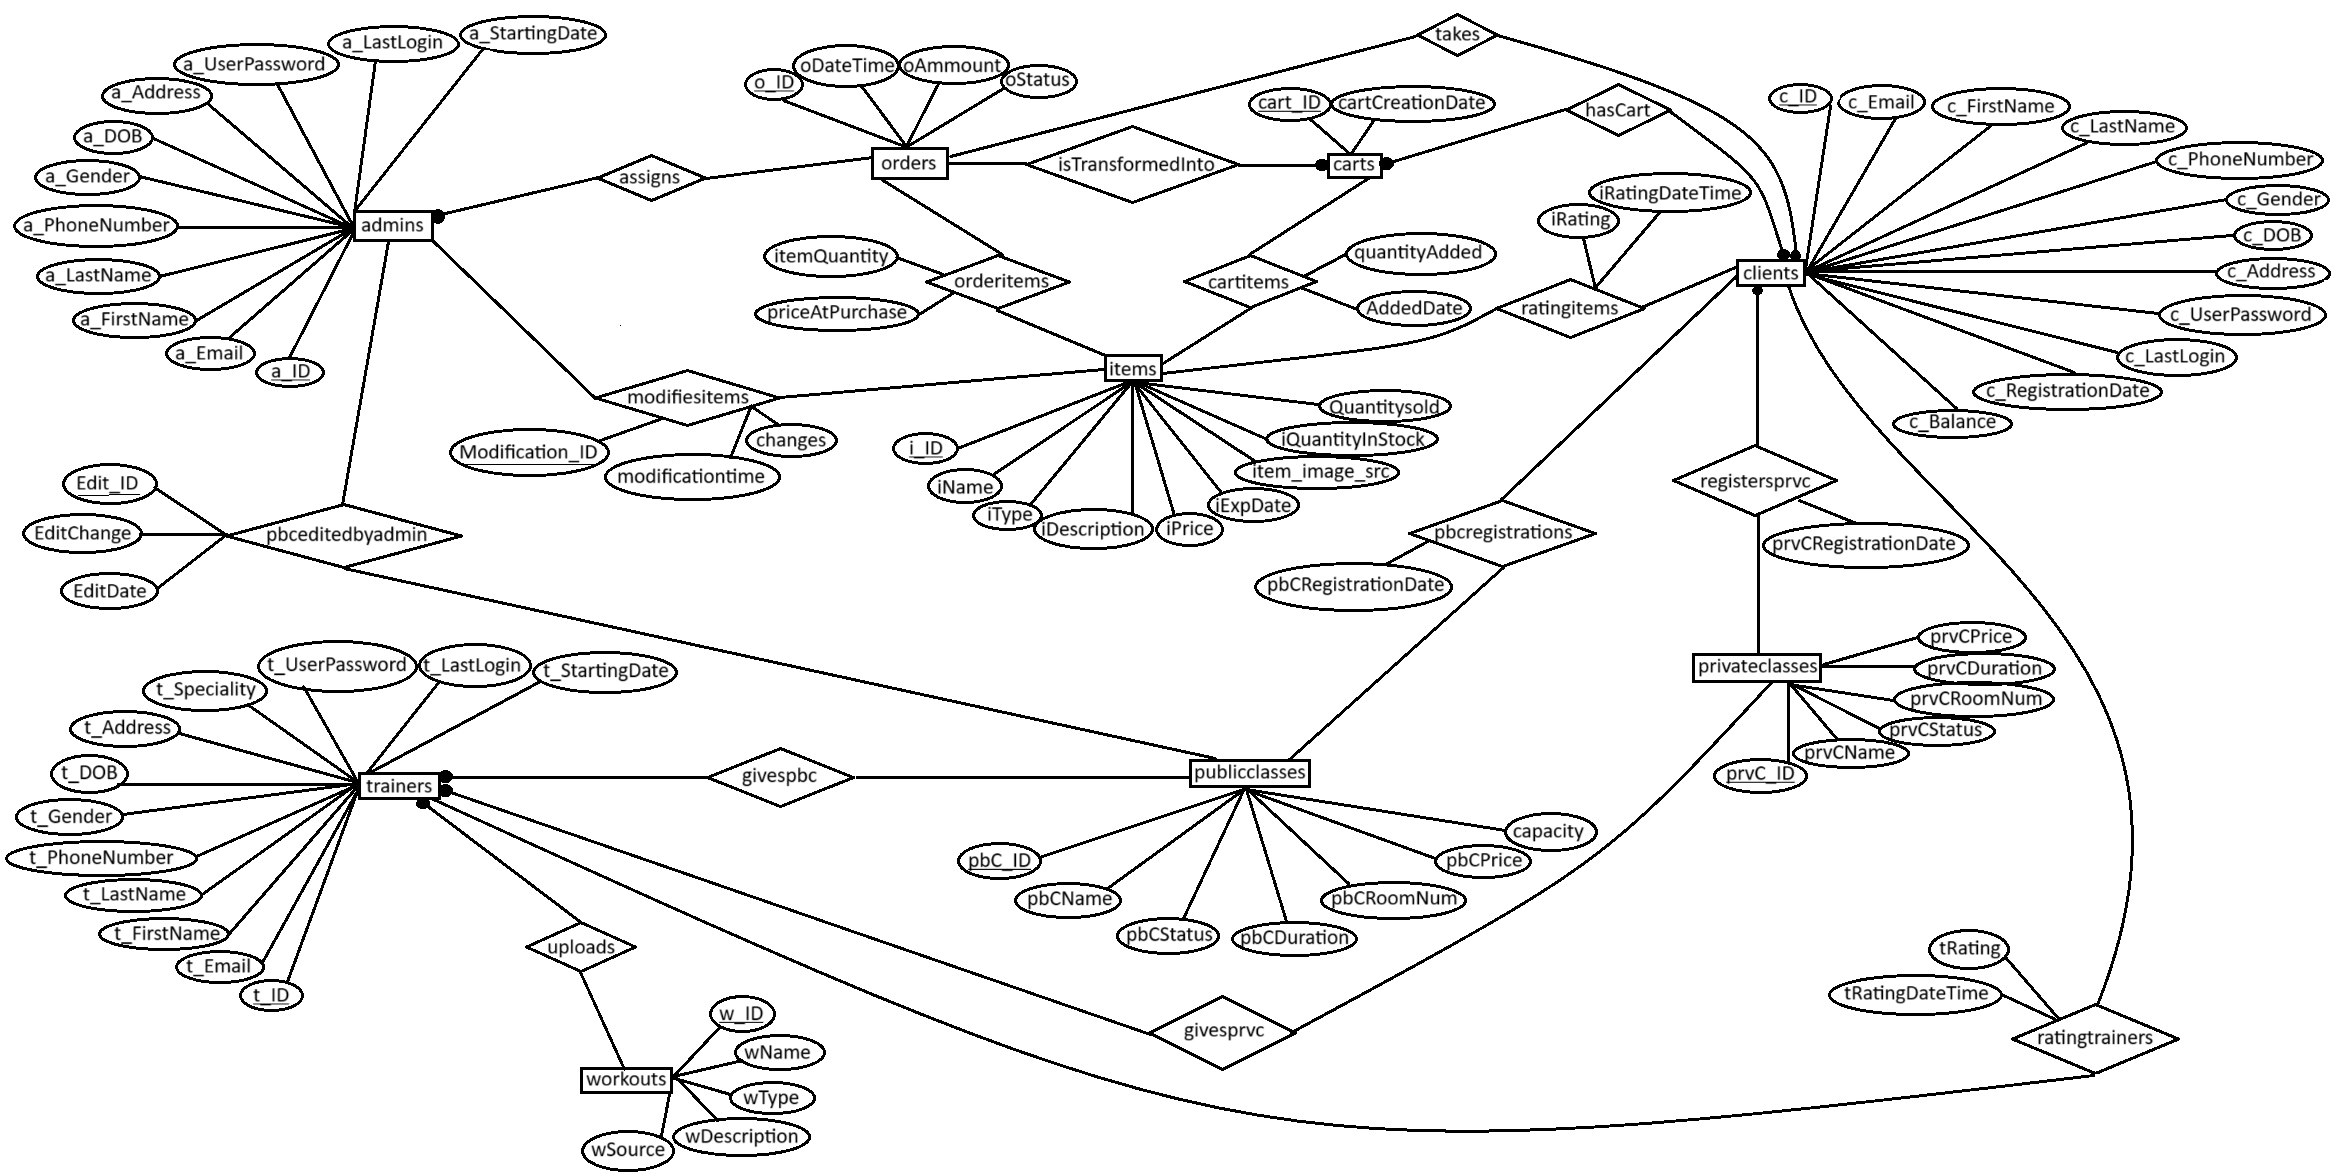 a_StartingDate
a_LastLogin
a_UserPassword
a_Address
a_DOB
a_Gender
a_PhoneNumber
a_LastName
a_FirstName
a_Email
a_ID
admins
assigns
o_ID
oDateTime
oAmmount
oStatus
orders
takes
isTransformedInto
cart_ID
cartCreationDate
carts
hasCart
c_ID
c_Email
c_FirstName
c_LastName
c_PhoneNumber
c_Gender
c_DOB
c_Address
c_UserPassword
c_LastLogin
c_RegistrationDate
c_Balance
clients
iRatingDateTime
iRating
ratingitems
itemQuantity
priceAtPurchase
orderitems
cartitems
quantityAdded
AddedDate
items
modifiesitems
Modification_ID
modificationtime
changes
i_ID
iName
iType
iDescription
iPrice
iExpDate
item_image_src
iQuantityInStock
Quantitysold
Edit_ID
EditChange
EditDate
pbceditedbyadmin
pbcregistrations
pbCRegistrationDate
registersprvc
prvCRegistrationDate
privateclasses
prvCPrice
prvCDuration
prvCRoomNum
prvCStatus
prvCName
prvC_ID
t_UserPassword
t_LastLogin
t_StartingDate
t_Speciality
t_Address
t_DOB
t_Gender
t_PhoneNumber
t_LastName
t_FirstName
t_Email
t_ID
trainers
givespbc
publicclasses
pbC_ID
pbCName
pbCStatus
pbCDuration
pbCRoomNum
pbCPrice
capacity
uploads
w_ID
wName
wType
wDescription
wSource
workouts
givesprvc
tRating
tRatingDateTime
ratingtrainers